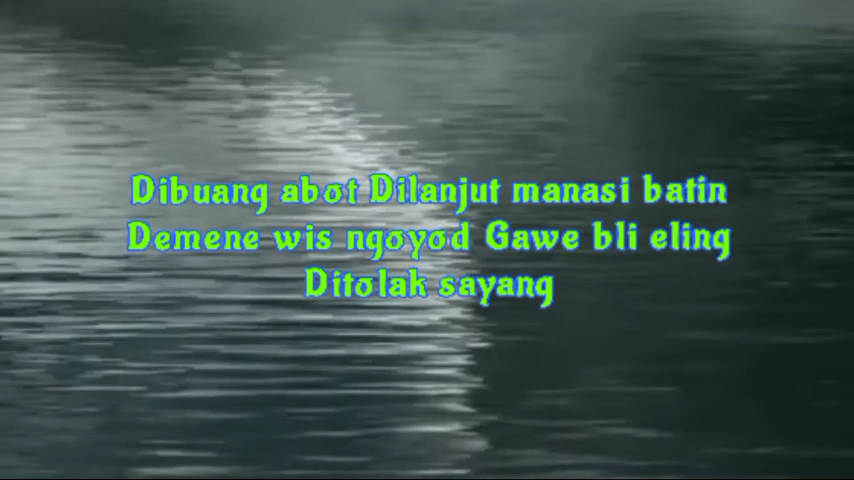 Dibuang abot Dilanjut manasi batin
Demene wis ngoyod Gawe bli eling
Ditolak sayang